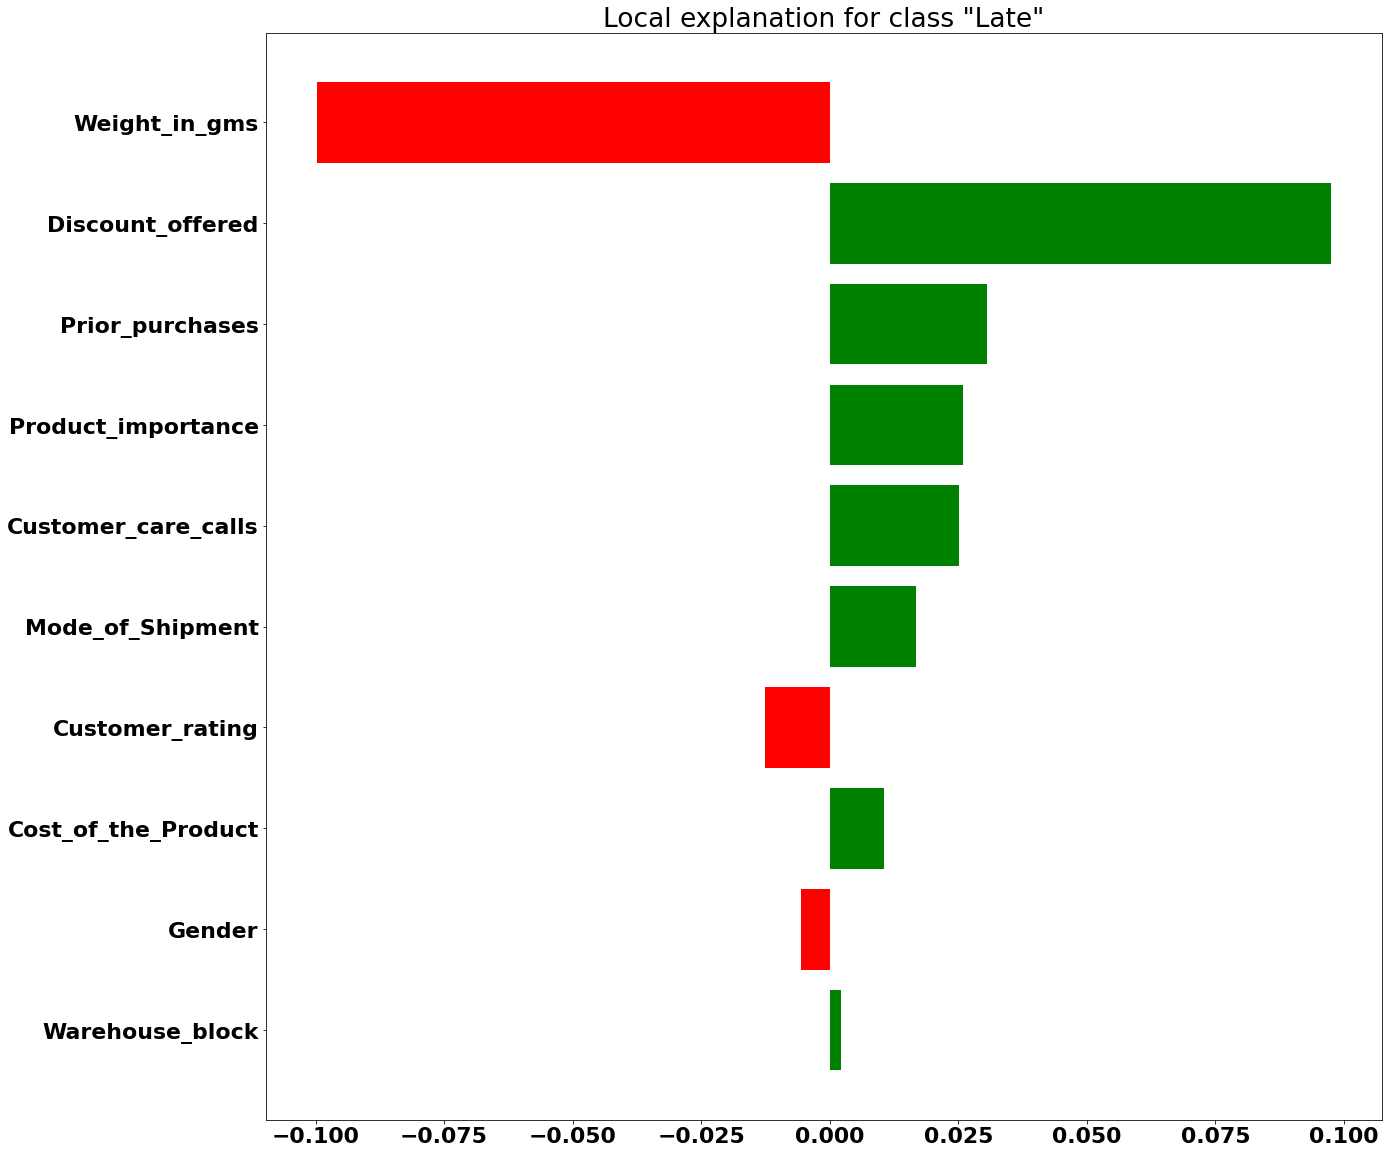 Local explanation for class "Late"
Weight_in_gms
Discount_offered
Prior_purchases
Product_importance
Customer_care_calls
Mode_of_Shipment
Customer_rating
Cost_of_the_Product
Gender
Warehouse_block
−0.100 −0.075 −0.050 −0.025 0.000 0.025 0.050 0.075 0.100